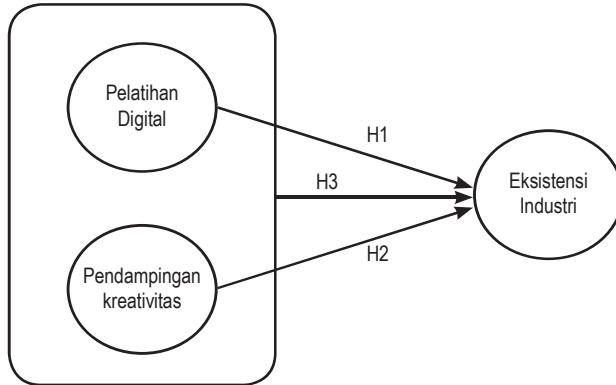 Pelatihan
Digital
H1
H3
Eksistensi
Industri
H2
Pendampingan
kreativitas